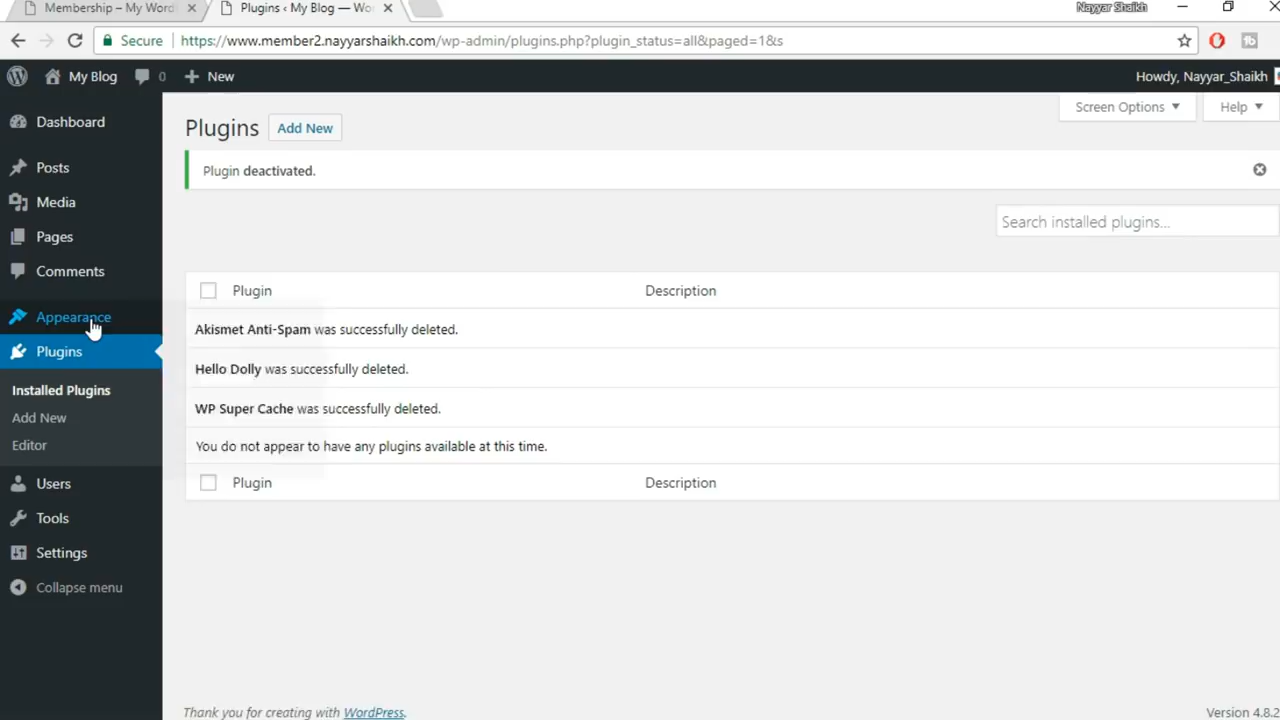 Membership – My Word
Plugins ‹ My Blog — Wor
Nayyar Shaikh
Secure
https://www.member2.nayyarshaikh.com/wp-admin/plugins.php?plugin_status=all&paged=1&s
My Blog
0
New
Howdy, Nayyar_Shaikh
Dashboard
Posts
Media
Pages
Comments
Appearance
Plugins
Installed Plugins
Add New
Editor
Users
Tools
Settings
Collapse menu
Screen Options
Help
Plugins
Add New
Plugin deactivated.
Search installed plugins...
Plugin
Description
Akismet Anti-Spam was successfully deleted.
Hello Dolly was successfully deleted.
WP Super Cache was successfully deleted.
You do not appear to have any plugins available at this time.
Plugin
Description
Thank you for creating with WordPress.
Version 4.8.2